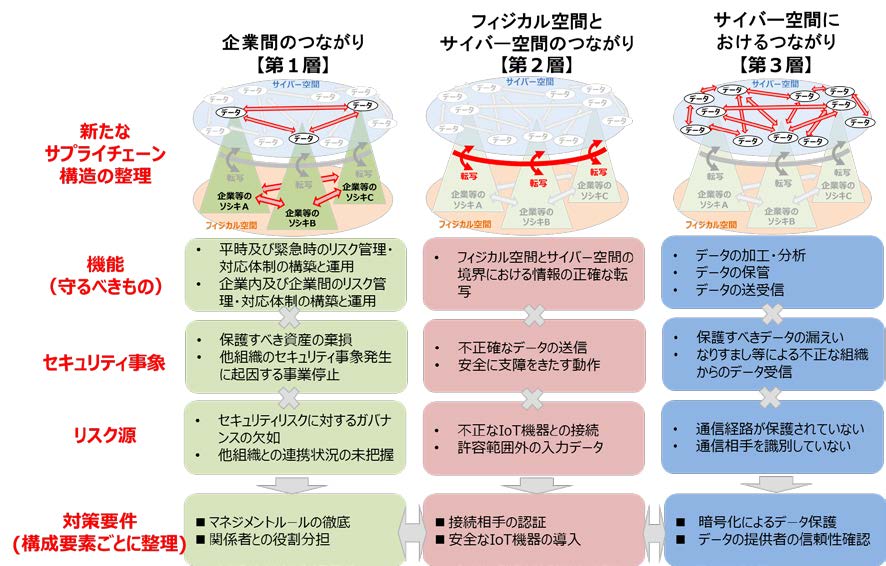 企業間のつながり
【第１層】
フィジカル空間と
サイバー空間のつながり
【第２層】
サイバー空間に
おけるつながり
【第３層】
新たな
サプライチェーン
構造の整理
サイバー空間
データ
データ
データ
データ
データ
データ
データ
データ
転写
転写
転写
企業等の
ソシキA
企業等の
ソシキB
企業等の
ソシキC
フィジカル空間
サイバー空間
データ
データ
データ
データ
データ
データ
データ
データ
転写
転写
転写
企業等の
ソシキA
企業等の
ソシキB
企業等の
ソシキC
フィジカル空間
サイバー空間
データ
データ
データ
データ
データ
データ
データ
データ
転写
転写
転写
企業等の
ソシキA
企業等の
ソシキB
企業等の
ソシキC
フィジカル空間
機能
（守るべきもの）
• 平時及び緊急時のリスク管理・
対応体制の構築と運用
• 企業内及び企業間のリスク管
理・対応体制の構築と運用
• フィジカル空間とサイバー空間の
境界における情報の正確な転
写
• データの加工・分析
• データの保管
• データの送受信
セキュリティ事象
• 保護すべき資産の棄損
• 他組織のセキュリティ事象発生
に起因する事業停止
• 不正確なデータの送信
• 安全に支障をきたす動作
• 保護すべきデータの漏えい
• なりすまし等による不正な組織
からのデータ受信
リスク源
• セキュリティリスクに対するガバナ
ンスの欠如
• 他組織との連携状況の未把握
• 不正なIoT機器との接続
• 許容範囲外の入力データ
• 通信経路が保護されていない
• 通信相手を識別していない
対策要件
(構成要素ごとに整理)
■ マネジメントルールの徹底
■ 関係者との役割分担
■ 接続相手の認証
■ 安全なIoT機器の導入
■ 暗号化によるデータ保護
■ データの提供者の信頼性確認